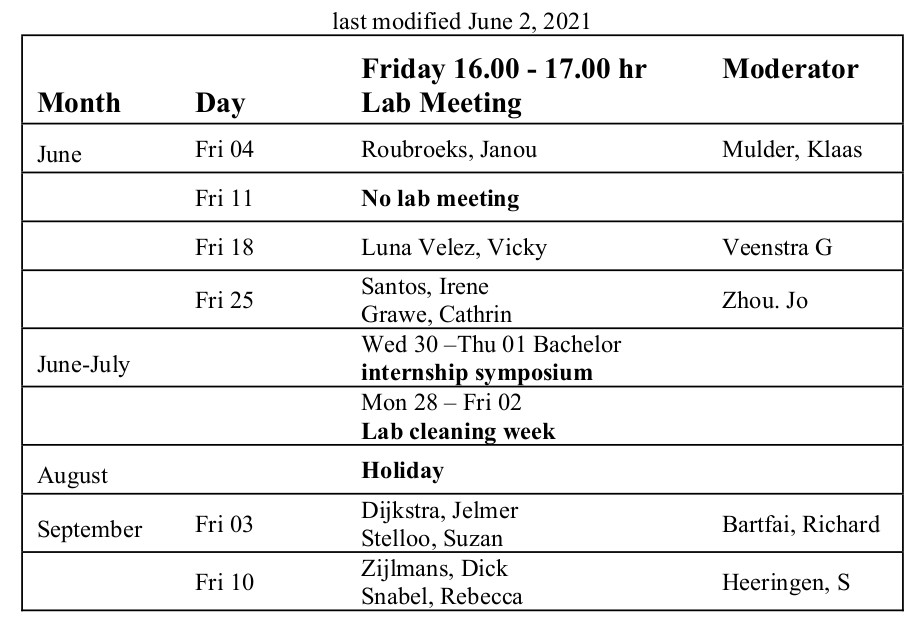 last modified June 2, 2021
Month Day Friday 16.00 - 17.00 hr Moderator
Lab Meeting
June Fri 04 Roubroeks, Janou Mulder, Klaas
Fri 11 No lab meeting
Fri 18 Luna Velez, Vicky Veenstra G
Fri 25 Santos, Irene Zhou. Jo
Grawe, Cathrin
June-July Wed 30 –Thu 01 Bachelor
internship symposium
Mon 28 – Fri 02
Lab cleaning week
August Holiday
September Fri 03 Dijkstra, Jelmer Bartfai, Richard
Stelloo, Suzan
Fri 10 Zijlmans, Dick Heeringen, S
Snabel, Rebecca